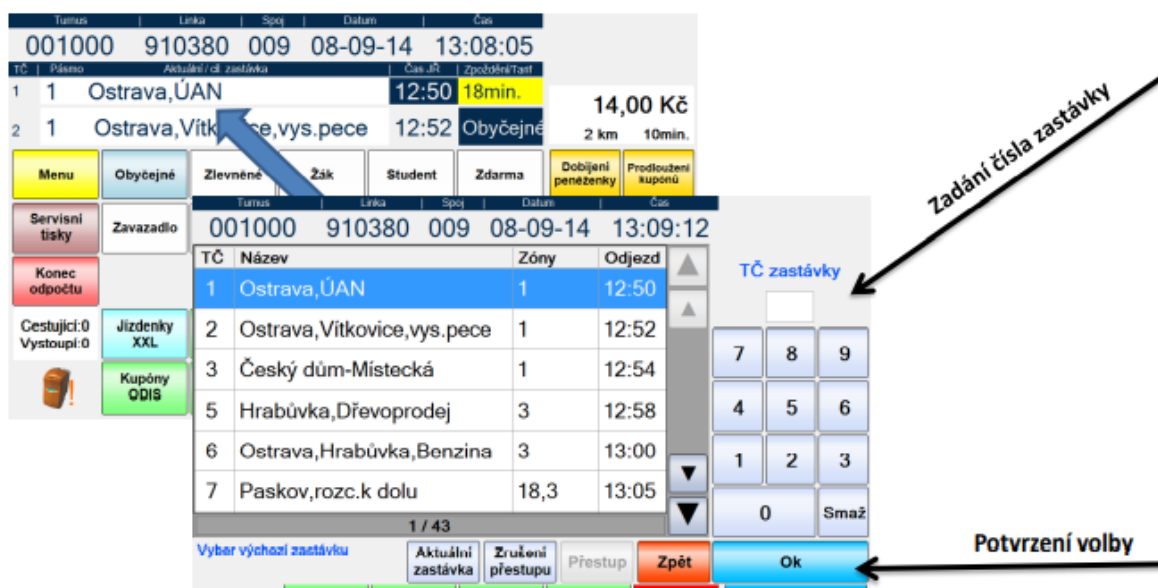 Turnus | Linka | Spoj | Datum | Čas
001000 910380 009 08-09-14 13:08:05
TČ | Pásmo Aktuální / cíl. zastávka | Čas JŘ | Zpoždění/Tarif
1 1 Ostrava,ÚAN 12:50 18min.
2 1 Ostrava, vys.pece 12:52 Obyčejné
14,00 Kč
2 km 10min.
Menu Obyčejné Zlevněné Žák Student Zdarma Dobíjení peněženky Prodloužení kuponů
Servisní tisky Zavazadlo
Konec odpočtu
Cestující:0
Vystoupí:0
Jízdenky XXL
Kupóny ODIS
Turnus | Linka | Spoj | Datum | Čas
001000 910380 009 08-09-14 13:09:12
TČ Název Zóny Odjezd
1 Ostrava,ÚAN 1 12:50
2 Ostrava,Vítkovice,vys.pece 1 12:52
3 Český dům-Místecká 1 12:54
5 Hrabůvka,Dřevoprodej 3 12:58
6 Ostrava,Hrabůvka,Benzina 3 13:00
7 Paskov,rozc.k dolu 18,3 13:05
1 / 43
Vyber výchozí zastávku
Aktuální zastávka Zrušení přestupu Přestup Zpět Ok
TČ zastávky
7 8 9
4 5 6
1 2 3
0 Smaž
Zadání čísla zastávky
Potvrzení volby